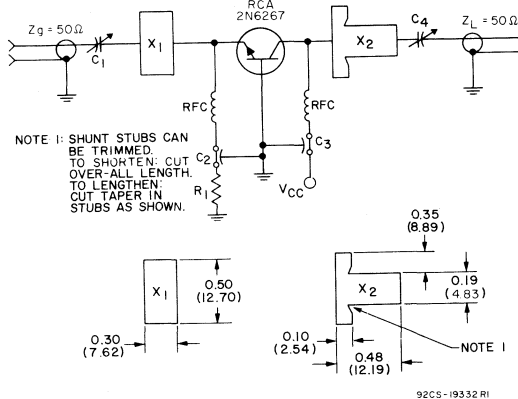 RCA
2N6267
Zg = 50Ω
C1
X1
X2
C4
ZL = 50Ω
RFC
RFC
NOTE 1: SHUNT STUBS CAN
BE TRIMMED.
TO SHORTEN: CUT
OVER-ALL LENGTH.
TO LENGTHEN:
CUT TAPER IN
STUBS AS SHOWN.
C2
C3
R1
VCC
0.35
(8.89)
X1
0.50
(12.70)
X2
0.19
(4.83)
0.30
(7.62)
0.10
(2.54)
0.48
(12.19)
NOTE 1
92CS-19332 R1